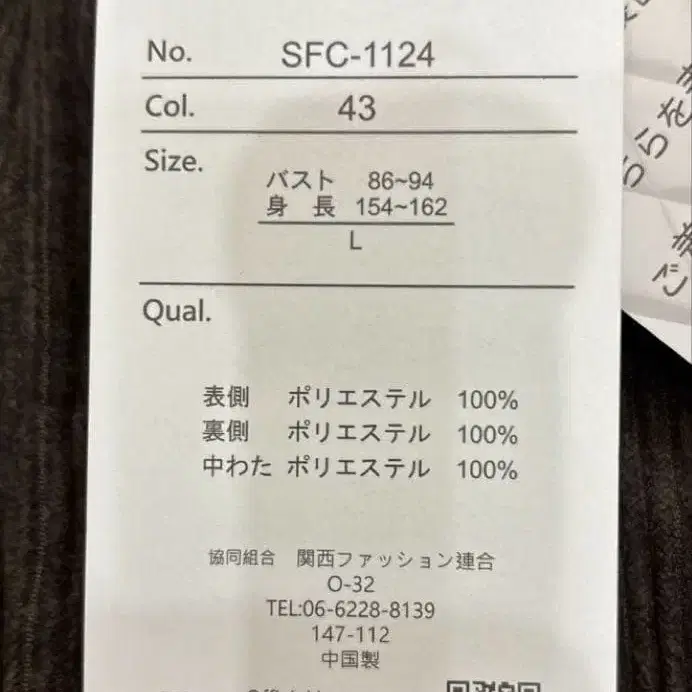 No. SFC-1124
Col. 43
Size.
バスト 86~94
身 長 154~162
L
Qual.
表側 ポリエステル 100%
裏側 ポリエステル 100%
中わた ポリエステル 100%
協同組合 関西ファッション連合
O-32
TEL:06-6228-8139
147-112
中国製